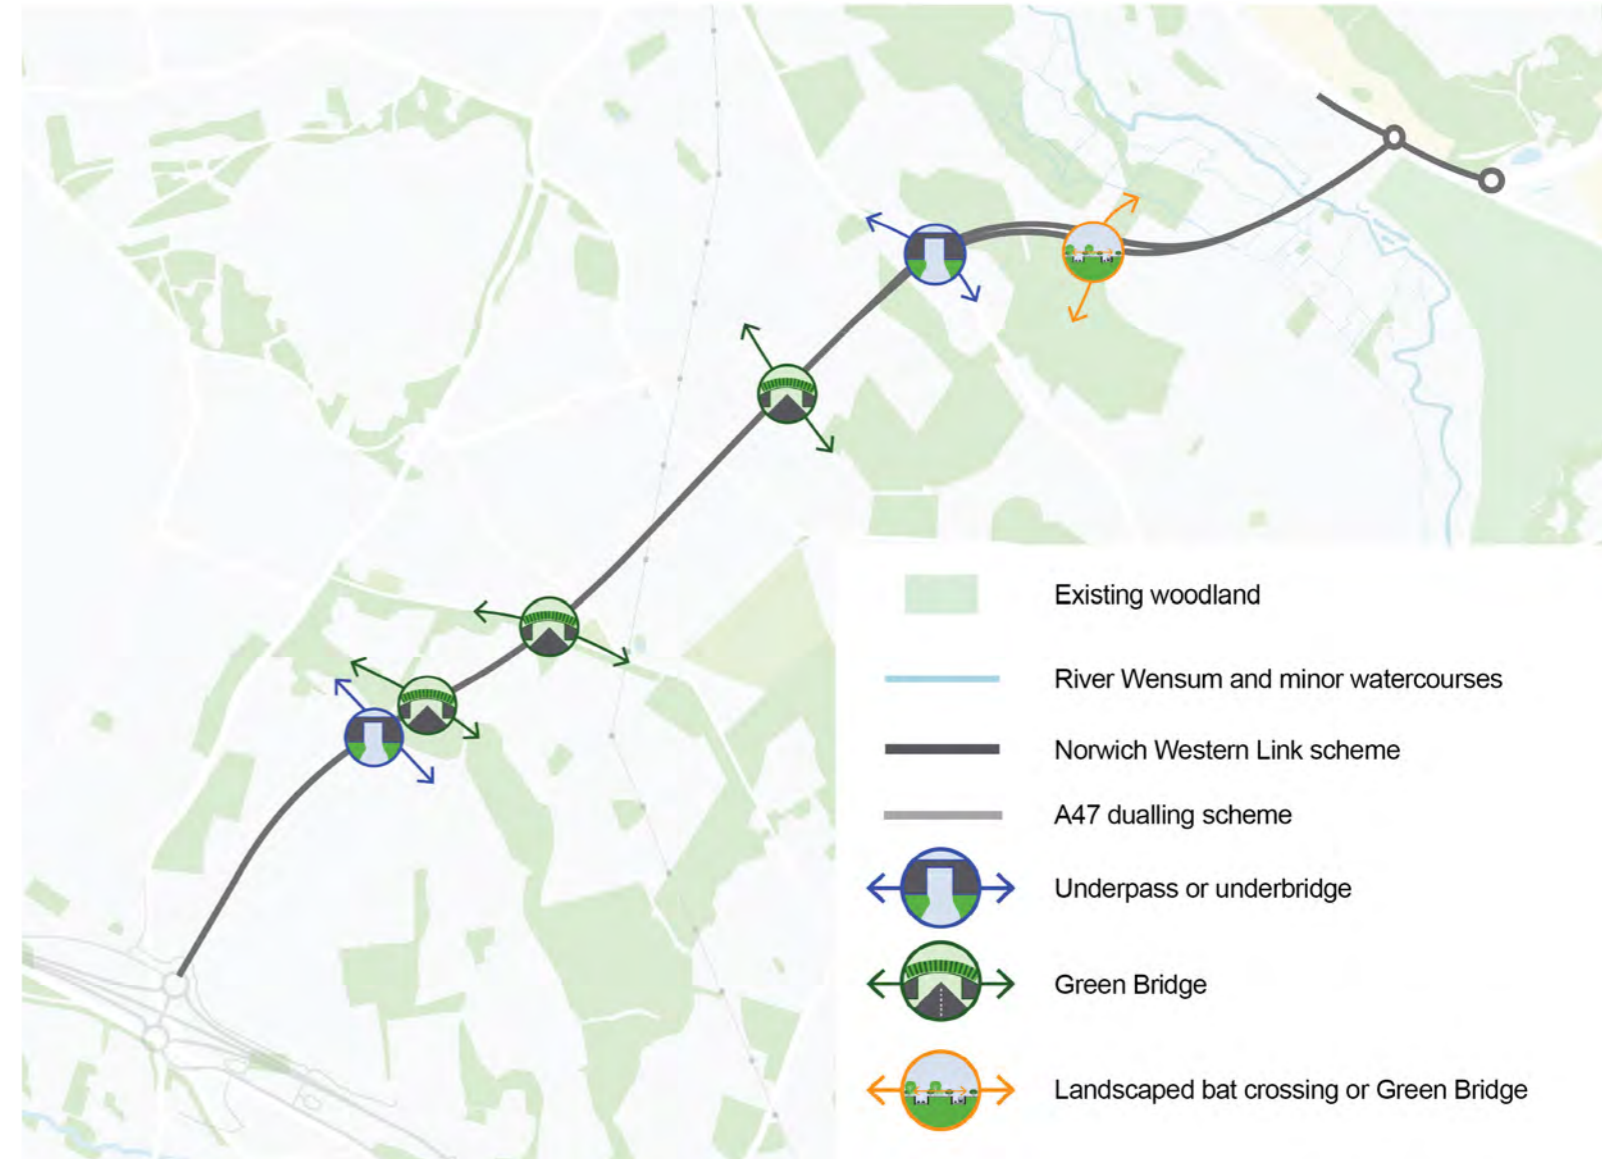 Existing woodland
River Wensum and minor watercourses
Norwich Western Link scheme
A47 dualling scheme
Underpass or underbridge
Green Bridge
Landscaped bat crossing or Green Bridge